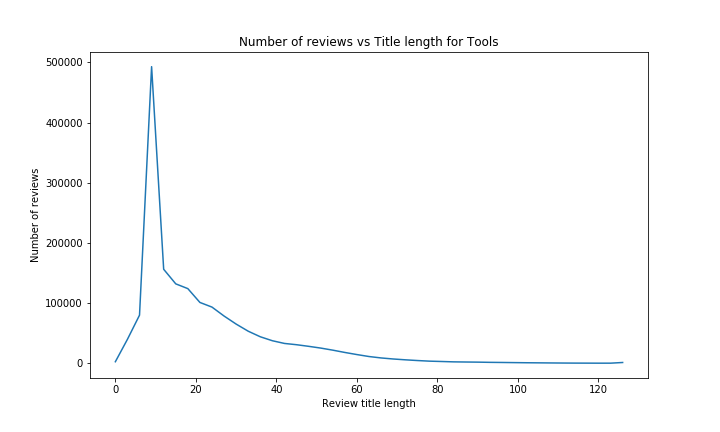 Number of reviews vs Title length for Tools
500000
400000
300000
200000
100000
0
Number of reviews
0 20 40 60 80 100 120
Review title length